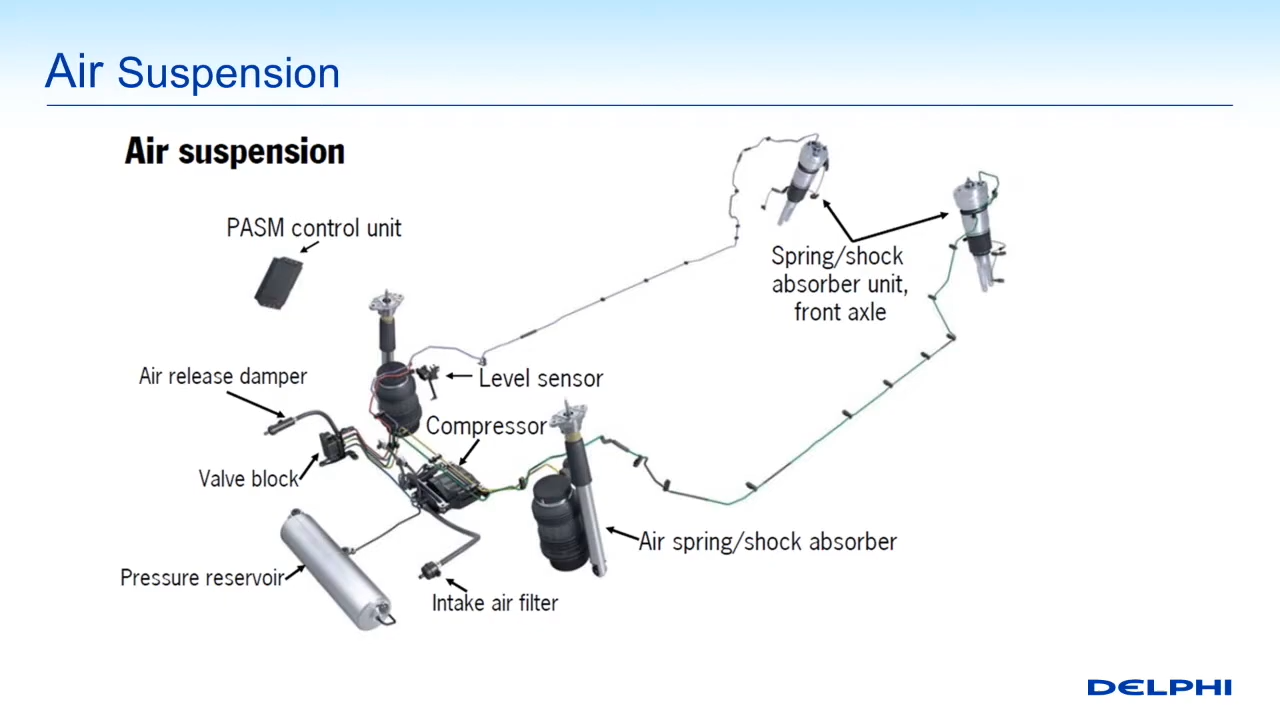 Air Suspension
Air suspension
PASM control unit
Spring/shock
absorber unit,
front axle
Air release damper
Level sensor
Compressor
Valve block
Air spring/shock absorber
Pressure reservoir
Intake air filter
DELPHI